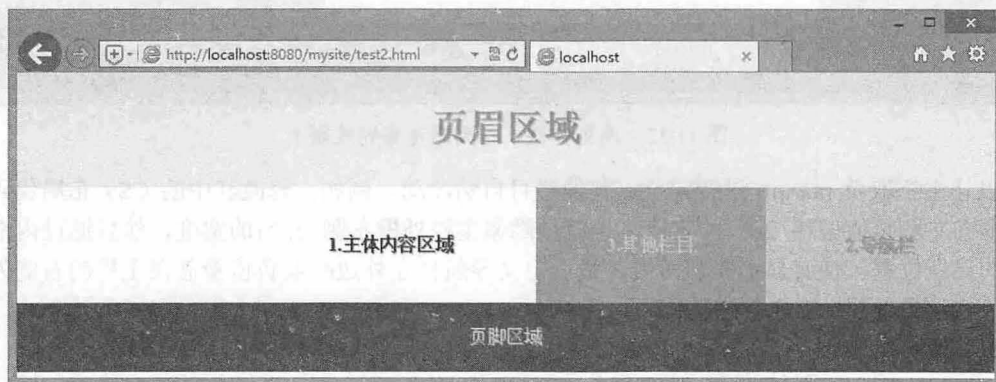 http://localhost:8080/mysite/test2.html
localhost
页眉区域
1.主体内容区域
3.其他栏目
2.导航栏
页脚区域